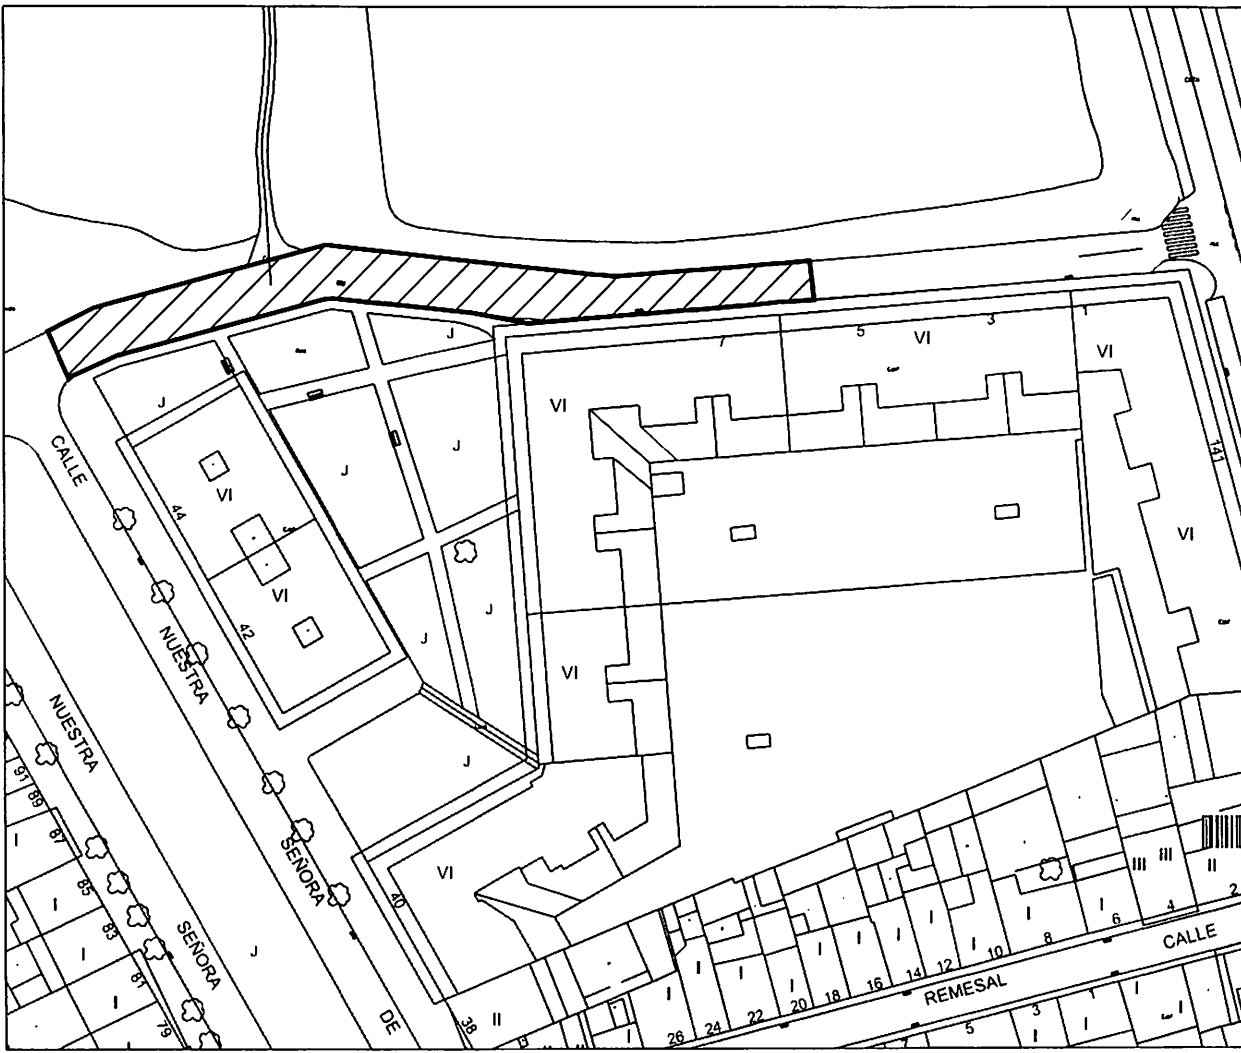 J
J
7
5
VI
3
1
VI
VI
J
J
J
CALLE
44
VI
141
VI
VI
42
J
J
NUESTRA
VI
NUESTRA
J
91
89
87
I
85
83
I
I
81
79
SEÑORA
SEÑORA
J
DE
VI
40
38
II
III
III
II
I
I
I
I
I
I
I
I
I
I
26
24
22
20
18
16
14
12
10
8
6
4
2
CALLE
REMESAL
5
3
1
I
I
I
I